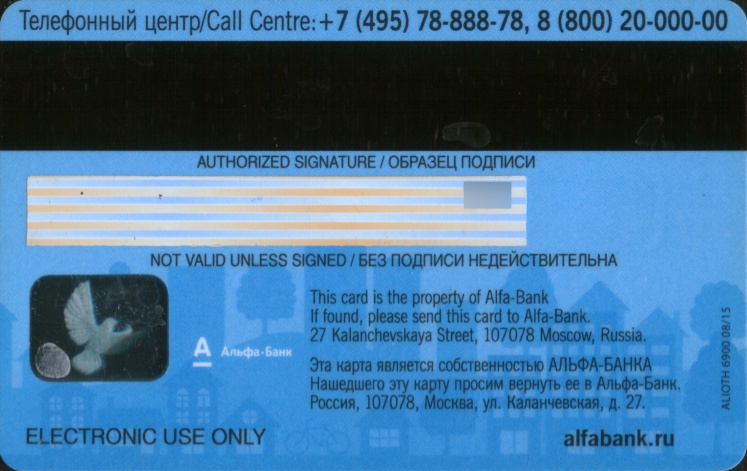 Телефонный центр/Call Centre: +7 (495) 78-888-78, 8 (800) 20-000-00
AUTHORIZED SIGNATURE / ОБРАЗЕЦ ПОДПИСИ
NOT VALID UNLESS SIGNED / БЕЗ ПОДПИСИ НЕДЕЙСТВИТЕЛЬНА
This card is the property of Alfa-Bank
If found, please send this card to Alfa-Bank.
27 Kalanchevskaya Street, 107078 Moscow, Russia.
А Альфа-Банк
Эта карта является собственностью АЛЬФА-БАНКА
Нашедшего эту карту просим вернуть ее в Альфа-Банк.
Россия, 107078, Москва, ул. Каланчевская, д. 27.
ALIOTH 6900 08/15
ELECTRONIC USE ONLY
alfabank.ru